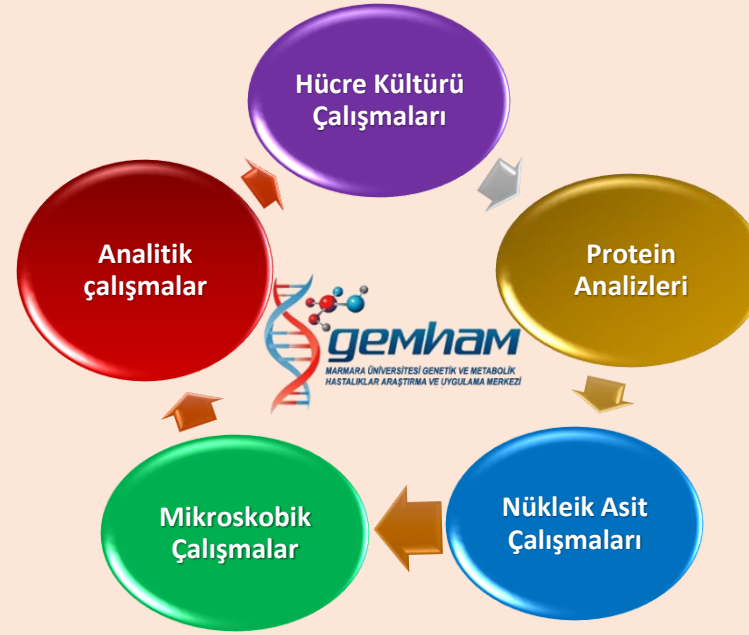 Hücre Kültürü
Çalışmaları
Protein
Analizleri
Nükleik Asit
Çalışmaları
Mikroskobik
Çalışmalar
Analitik
çalışmalar
gemham
MARMARA ÜNİVERSİTESİ GENETİK VE METABOLİK
HASTALIKLAR ARAŞTIRMA VE UYGULAMA MERKEZİ